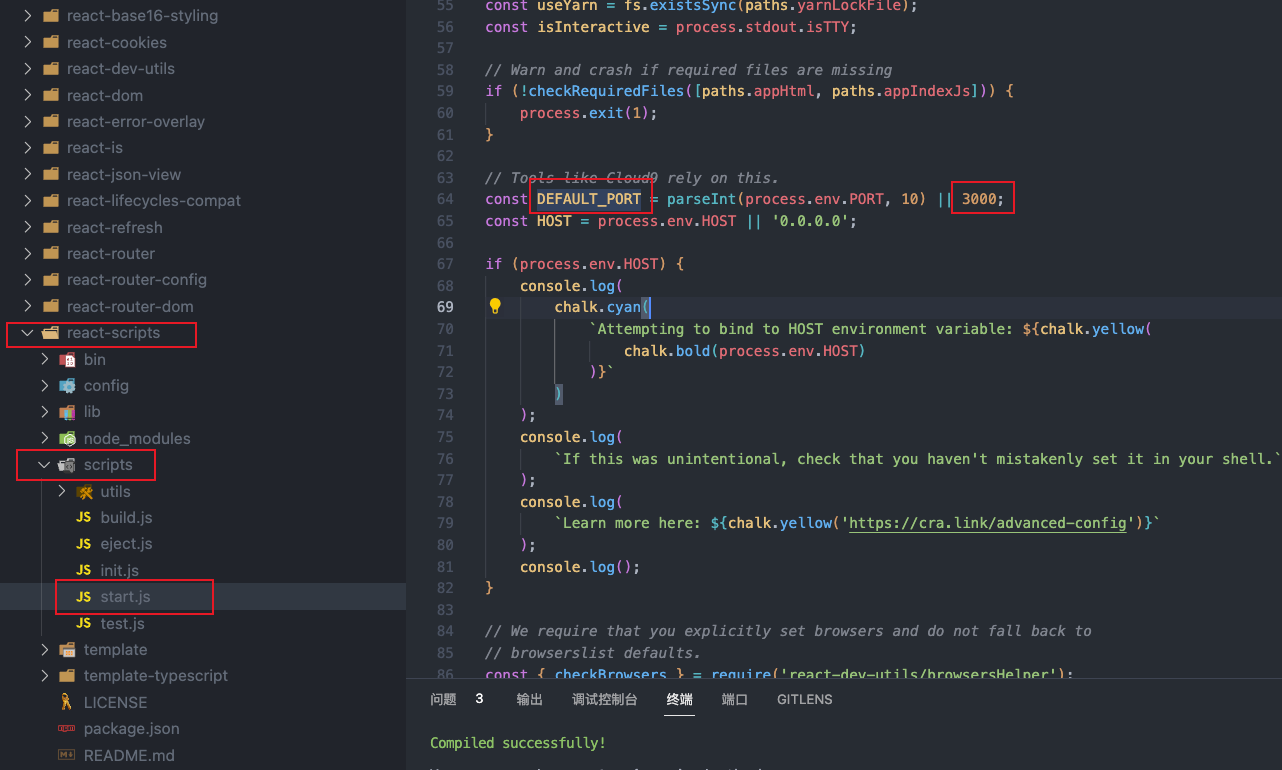 react-base16-styling
react-cookies
react-dev-utils
react-dom
react-error-overlay
react-is
react-json-view
react-lifecycles-compat
react-refresh
react-router
react-router-config
react-router-dom
react-scripts
bin
config
lib
node_modules
scripts
utils
JS build.js
JS eject.js
JS init.js
JS start.js
JS test.js
template
template-typescript
LICENSE
package.json
README.md
55 const useYarn = fs.existsSync(paths.yarnLockFile);
56 const isInteractive = process.stdout.isTTY;
57
58 // Warn and crash if required files are missing
59 if (!checkRequiredFiles([paths.appHtml, paths.appIndexJs])) {
60 process.exit(1);
61 }
62
63 // Tools like Cloud9 rely on this.
64 const DEFAULT_PORT = parseInt(process.env.PORT, 10) || 3000;
65 const HOST = process.env.HOST || '0.0.0.0';
66
67 if (process.env.HOST) {
68 console.log(
69 chalk.cyan(
70 `Attempting to bind to HOST environment variable: ${chalk.yellow(
71 chalk.bold(process.env.HOST)
72 )}`
73 )
74 );
75 console.log(
76 `If this was unintentional, check that you haven't mistakenly set it in your shell.`
77 );
78 console.log(
79 `Learn more here: ${chalk.yellow('https://cra.link/advanced-config')}`
80 );
81 console.log();
82 }
83
84 // We require that you explicitly set browsers and do not fall back to
85 // browserslist defaults.
86 const { checkBrowsers } = require('react-dev-utils/browsersHelper');
问题 3 输出 调试控制台 终端 端口 GITLENS
Compiled successfully!